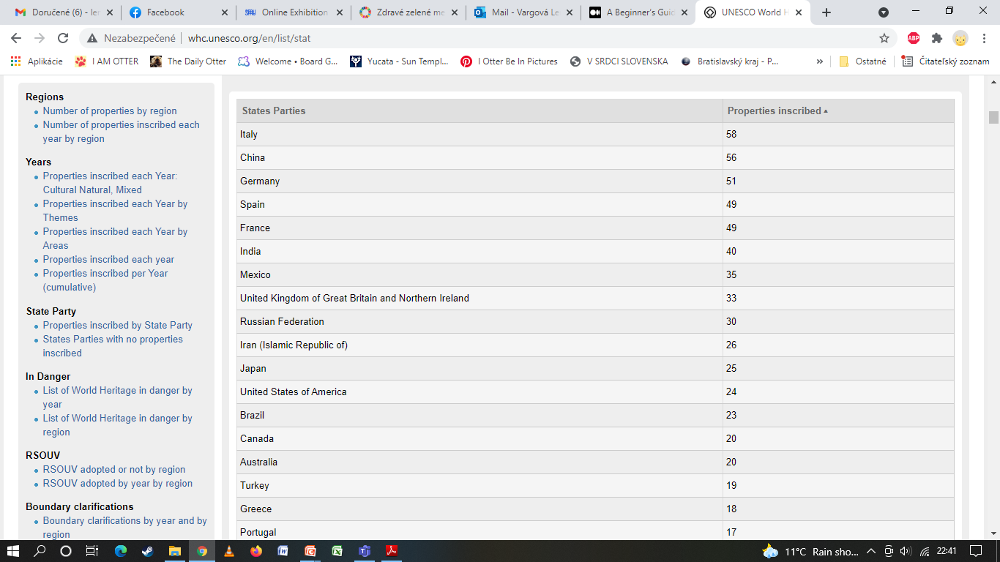 Doručené (6) - ler
Facebook
Online Exhibition
Zdravé zelené me
Mail - Vargová Le
A Beginner's Guid
UNESCO World H
Nezabezpečené
whc.unesco.org/en/list/stat
ABP
Aplikácie
I AM OTTER
The Daily Otter
Welcome • Board G...
Yucata - Sun Templ...
I Otter Be In Pictures
V SRDCI SLOVENSKA
Bratislavský kraj - P...
»
Ostatné
Čitateľský zoznam
Regions
Number of properties by region
Number of properties inscribed each
year by region
Years
Properties inscribed each Year:
Cultural Natural, Mixed
Properties inscribed each Year by
Themes
Properties inscribed each Year by
Areas
Properties inscribed each year
Properties inscribed per Year
(cumulative)
State Party
Properties inscribed by State Party
States Parties with no properties
inscribed
In Danger
List of World Heritage in danger by
year
List of World Heritage in danger by
region
RSOUV
RSOUV adopted or not by region
RSOUV adopted by year by region
Boundary clarifications
Boundary clarifications by year and by
region
States Parties Properties inscribed
Italy 58
China 56
Germany 51
Spain 49
France 49
India 40
Mexico 35
United Kingdom of Great Britain and Northern Ireland 33
Russian Federation 30
Iran (Islamic Republic of) 26
Japan 25
United States of America 24
Brazil 23
Canada 20
Australia 20
Turkey 19
Greece 18
Portugal 17
11°C Rain sho...
22:41